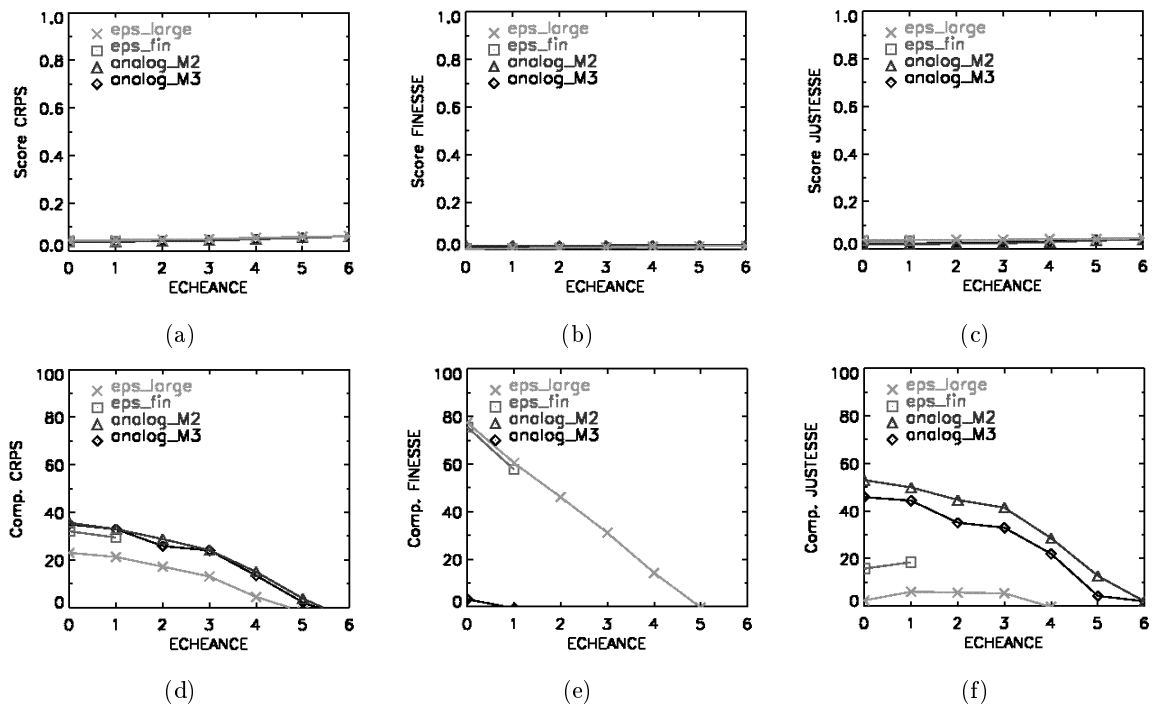 eps_large
eps_fin
analog_M2
analog_M3
1.0
0.8
0.6
0.4
0.2
0.0
Score CRPS
0 1 2 3 4 5 6
ECHEANCE
(a)
eps_large
eps_fin
analog_M2
analog_M3
1.0
0.8
0.6
0.4
0.2
0.0
Score FINESSE
0 1 2 3 4 5 6
ECHEANCE
(b)
eps_large
eps_fin
analog_M2
analog_M3
1.0
0.8
0.6
0.4
0.2
0.0
Score JUSTESSE
0 1 2 3 4 5 6
ECHEANCE
(c)
eps_large
eps_fin
analog_M2
analog_M3
100
80
60
40
20
0
Comp. CRPS
0 1 2 3 4 5 6
ECHEANCE
(d)
eps_large
eps_fin
analog_M2
analog_M3
100
80
60
40
20
0
Comp. FINESSE
0 1 2 3 4 5 6
ECHEANCE
(e)
eps_large
eps_fin
analog_M2
analog_M3
100
80
60
40
20
0
Comp. JUSTESSE
0 1 2 3 4 5 6
ECHEANCE
(f)